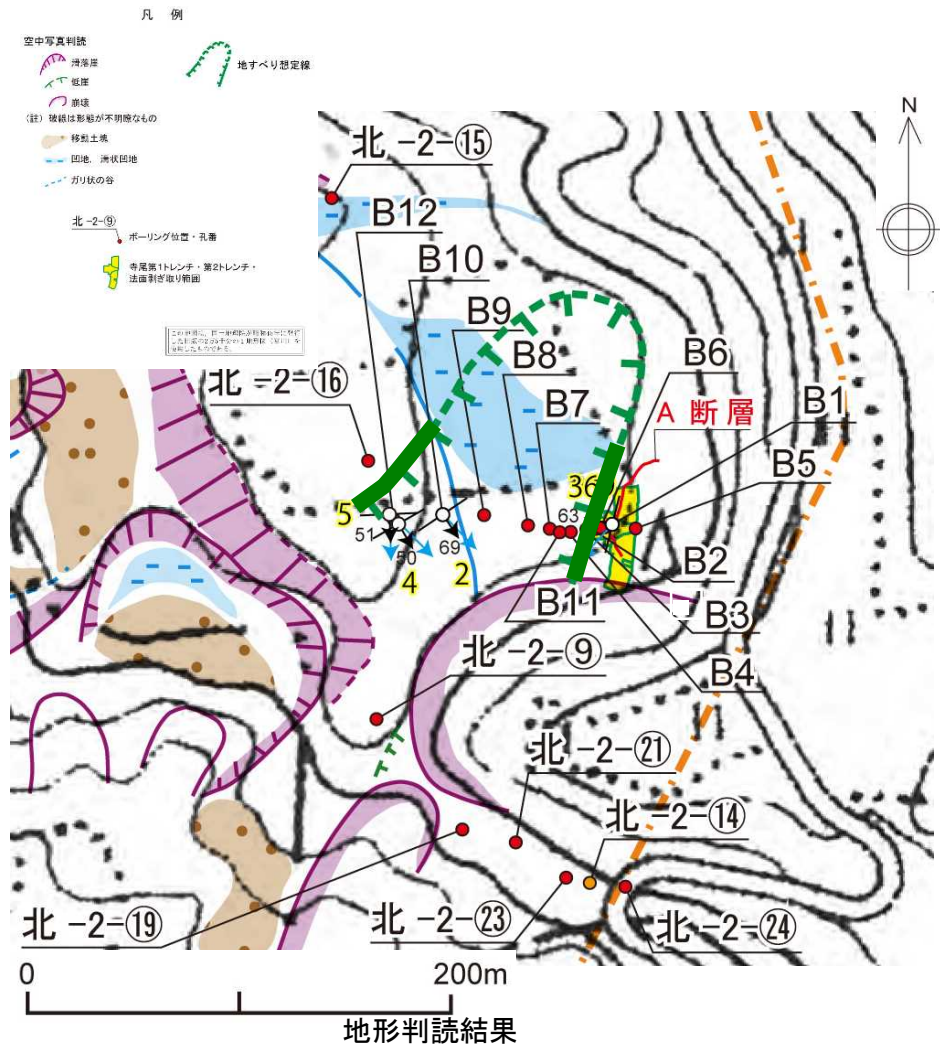 凡 例
空中写真判読
滑落崖
低崖
崩壊
(註) 破線は形態が不明瞭なもの
移動土塊
凹地, 溝状凹地
ガリ状の谷
地すべり想定線
北 -2-⑨
ボーリング位置・孔番
寺尾第1トレンチ・第2トレンチ・
法面剥ぎ取り範囲
N
北 -2-⑮
B12
B10
B9
B8
B7
B6
B1
A 断層
B5
北 -2-⑯
5
51
50
4
69
2
63
36
B11
B2
B3
B4
北 -2-⑨
北 -2-㉑
北 -2-⑭
北 -2-⑲
北 -2-㉓
北 -2-㉔
0
200m
地形判読結果